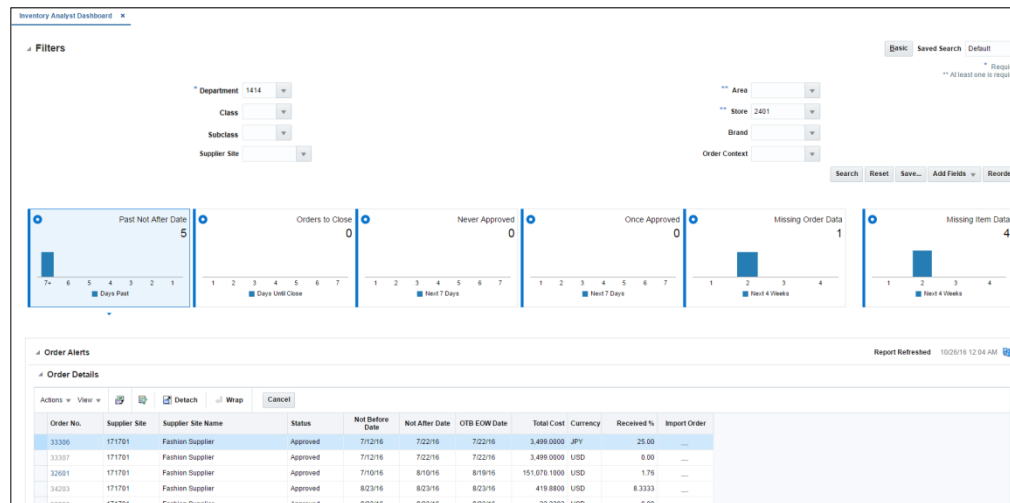 Inventory Analyst Dashboard ×
Filters
Basic Saved Search Default
* Requi
** At least one is requi
* Department 1414
** Area
Class
** Store 2401
Subclass
Brand
Supplier Site
Order Context
Search Reset Save... Add Fields Reorde
Past Not After Date
5
7+ 6 5 4 3 2 1
Days Past
Orders to Close
0
1 2 3 4 5 6 7
Days Until Close
Never Approved
0
1 2 3 4 5 6 7
Next 7 Days
Once Approved
0
1 2 3 4 5 6 7
Next 7 Days
Missing Order Data
1
1 2 3 4
Next 4 Weeks
Missing Item Data
4
1 2 3 4
Next 4 Weeks
Order Alerts
Report Refreshed 10/26/16 12:04 AM
Order Details
Actions View Detach Wrap Cancel
Order No. Supplier Site Supplier Site Name Status Not Before Date Not After Date OTB EOW Date Total Cost Currency Received % Import Order
33306 171701 Fashion Supplier Approved 7/12/16 7/22/16 7/22/16 3,499.0000 JPY 25.00 __
33307 171701 Fashion Supplier Approved 7/12/16 7/22/16 7/22/16 3,499.0000 USD 0.00 __
32601 171701 Fashion Supplier Approved 7/10/16 8/10/16 8/19/16 151,070.1000 USD 1.76 __
34203 171701 Fashion Supplier Approved 8/23/16 8/23/16 8/23/16 419.8800 USD 8.3333 __